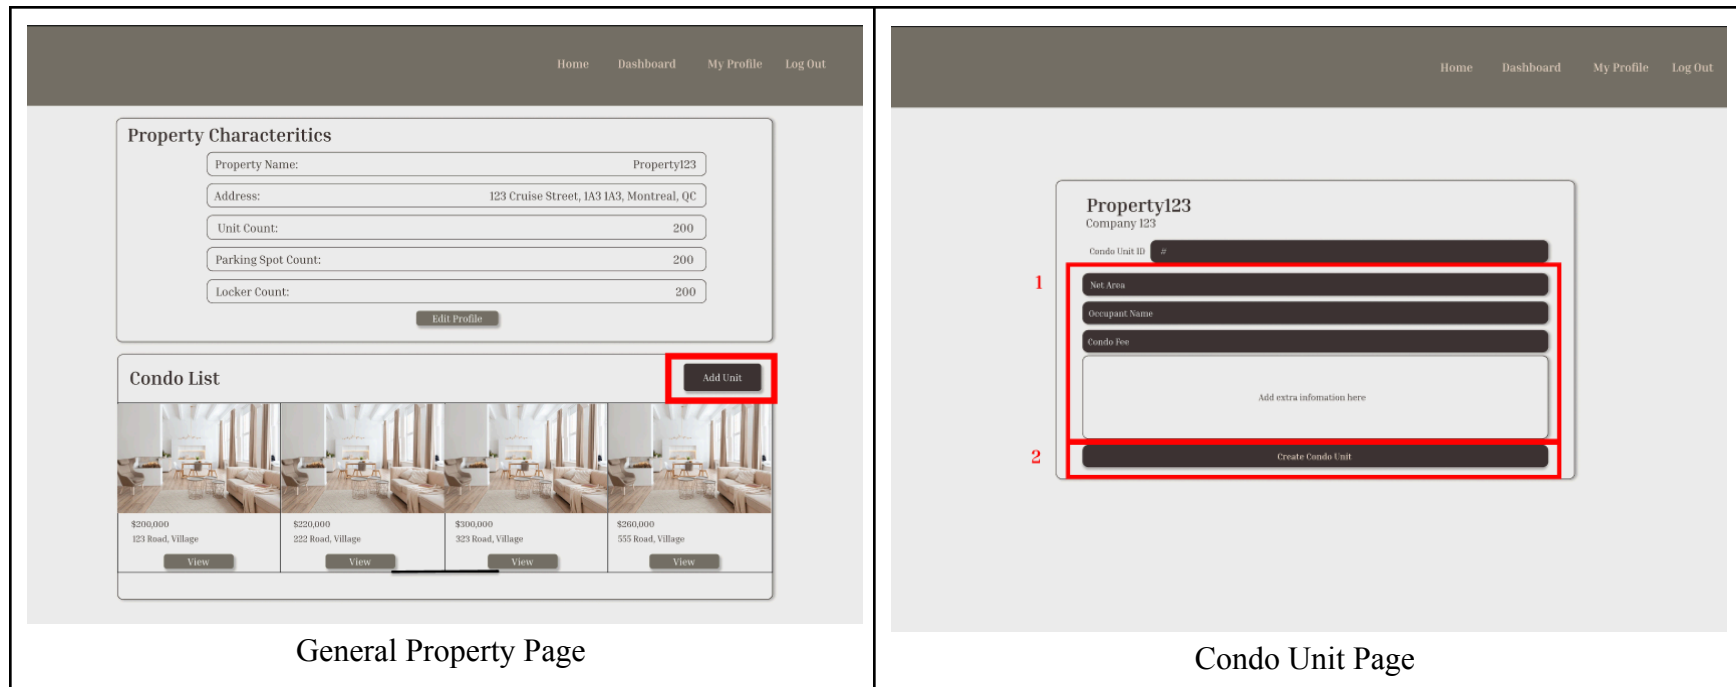 Home Dashboard My Profile Log Out
Property Characteritics
Property Name: Property123
Address: 123 Cruise Street, 1A3 1A3, Montreal, QC
Unit Count: 200
Parking Spot Count: 200
Locker Count: 200
Edit Profile
Condo List Add Unit
$200,000 $220,000 $300,000 $260,000
123 Road, Village 222 Road, Village 323 Road, Village 555 Road, Village
View View View View
General Property Page
Home Dashboard My Profile Log Out
Property123
Company 123
Condo Unit ID #
1 Net Area
Occupant Name
Condo Fee
Add extra infomation here
2 Create Condo Unit
Condo Unit Page